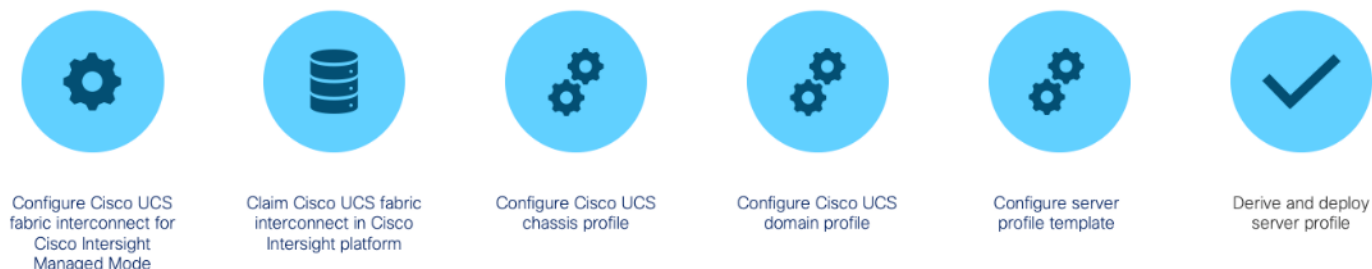 Configure Cisco UCS
fabric interconnect for
Cisco Intersight
Managed Mode
Claim Cisco UCS fabric
interconnect in Cisco
Intersight platform
Configure Cisco UCS
chassis profile
Configure Cisco UCS
domain profile
Configure server
profile template
Derive and deploy
server profile